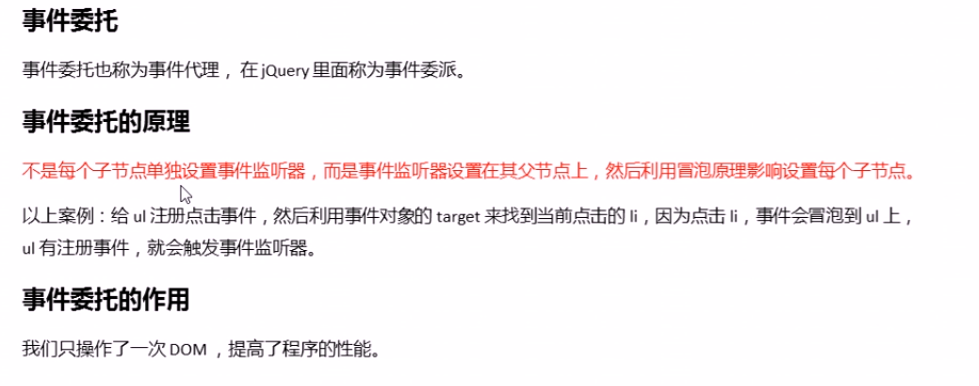 事件委托
事件委托也称为事件代理，在 jQuery 里面称为事件委派。
事件委托的原理
不是每个子节点单独设置事件监听器，而是事件监听器设置在其父节点上，然后利用冒泡原理影响设置每个子节点。
以上案例：给 ul 注册点击事件，然后利用事件对象的 target 来找到当前点击的 li，因为点击 li，事件会冒泡到 ul 上，
ul 有注册事件，就会触发事件监听器。
事件委托的作用
我们只操作了一次 DOM ，提高了程序的性能。